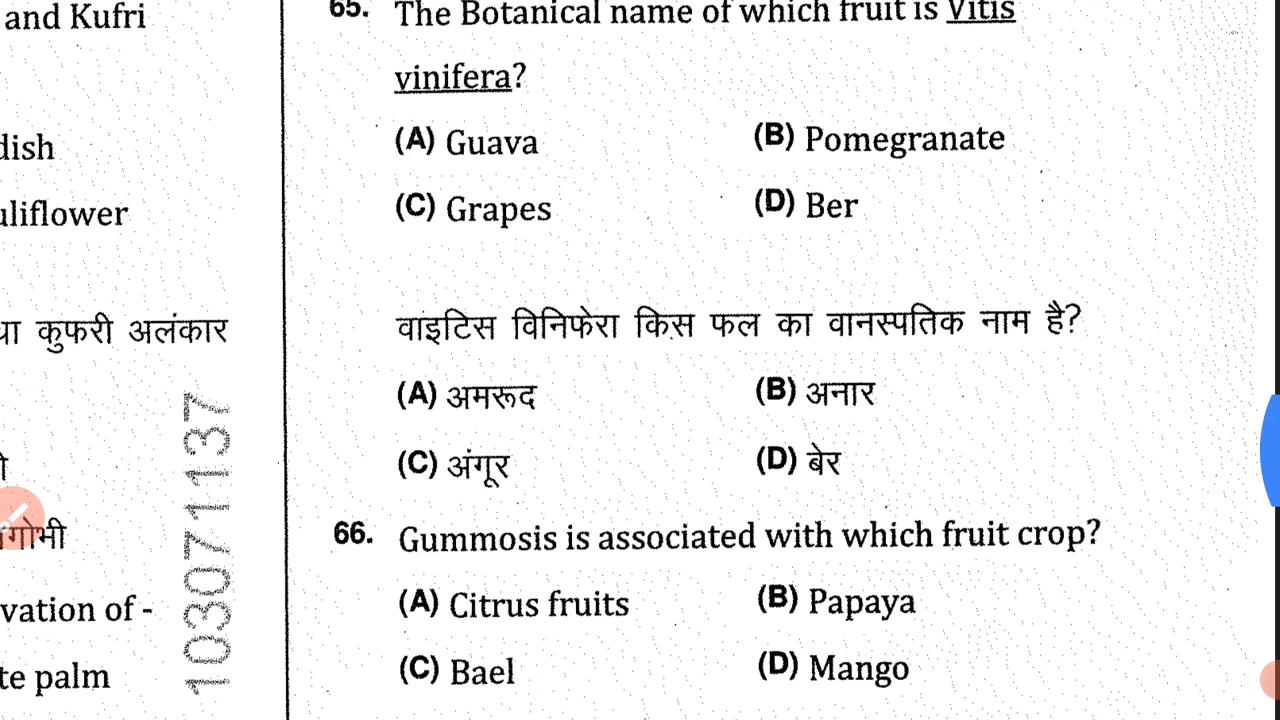 and Kufri
dish
uliflower
था कुफरी अलंकार
गोभी
vation of -
te palm
103071137
65. The Botanical name of which fruit is Vitis
vinifera?
(A) Guava (B) Pomegranate
(C) Grapes (D) Ber
वाइटिस विनिफेरा किस फल का वानस्पतिक नाम है?
(A) अमरूद (B) अनार
(C) अंगूर (D) बेर
66. Gummosis is associated with which fruit crop?
(A) Citrus fruits (B) Papaya
(C) Bael (D) Mango